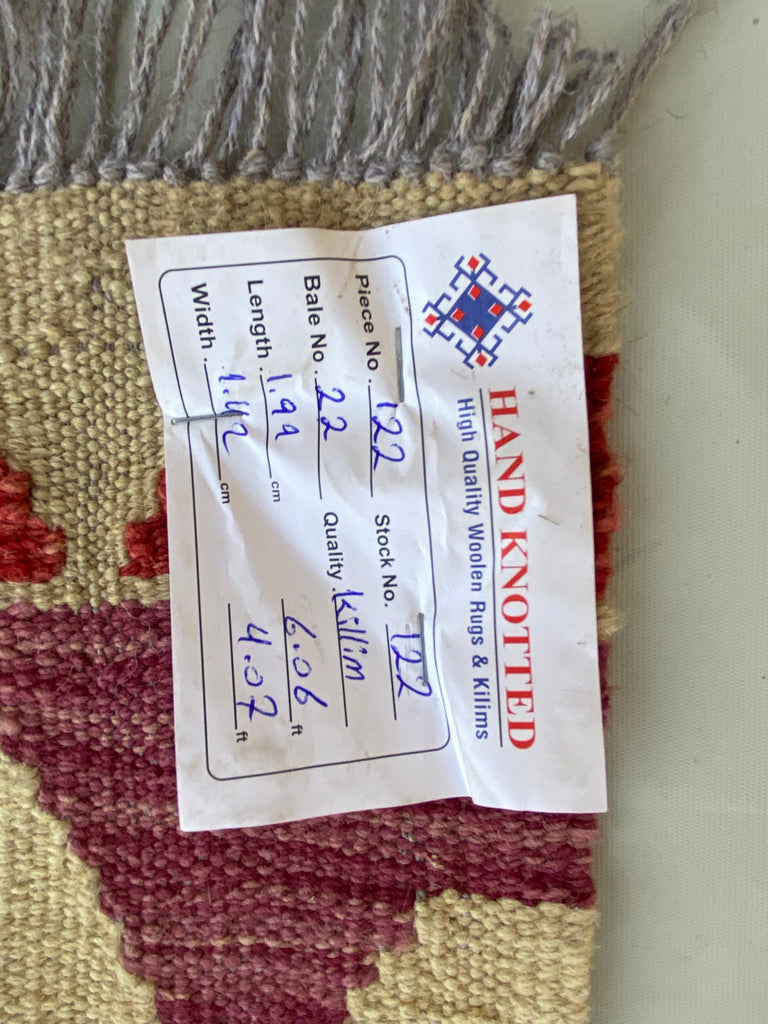 HAND KNOTTED
High Quality Woolen Rugs & Kilims
Piece No. 122 Stock No. 122
Bale No. 22 Quality. killim
Length. 1.99 cm 6.06 ft
Width. 1.42 cm 4.07 ft